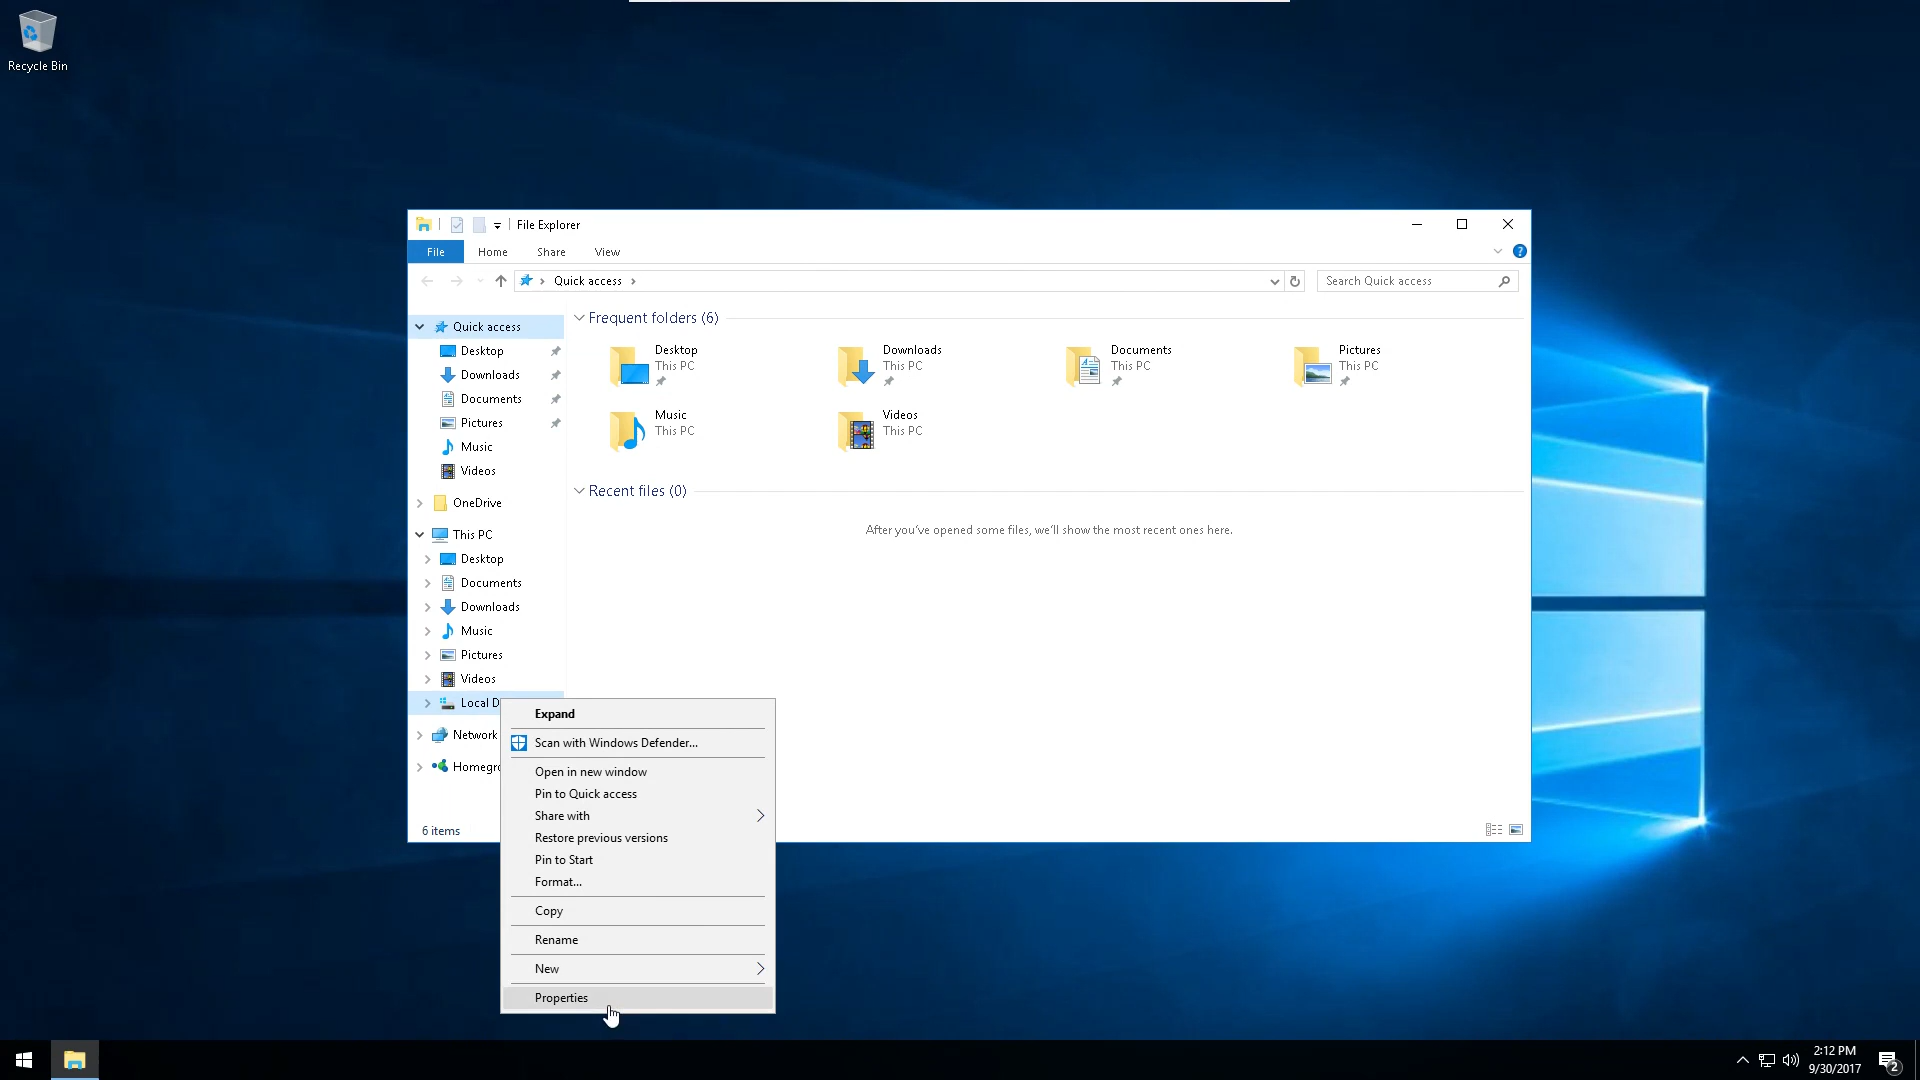 Recycle Bin
File Explorer
File Home Share View
Quick access
Search Quick access
Quick access
Desktop
Downloads
Documents
Pictures
Music
Videos
OneDrive
This PC
Desktop
Documents
Downloads
Music
Pictures
Videos
Local D
Network
Homegro
6 items
Frequent folders (6)
Desktop
This PC
Downloads
This PC
Documents
This PC
Pictures
This PC
Music
This PC
Videos
This PC
Recent files (0)
After you've opened some files, we'll show the most recent ones here.
Expand
Scan with Windows Defender...
Open in new window
Pin to Quick access
Share with
Restore previous versions
Pin to Start
Format...
Copy
Rename
New
Properties
2:12 PM
9/30/2017
2